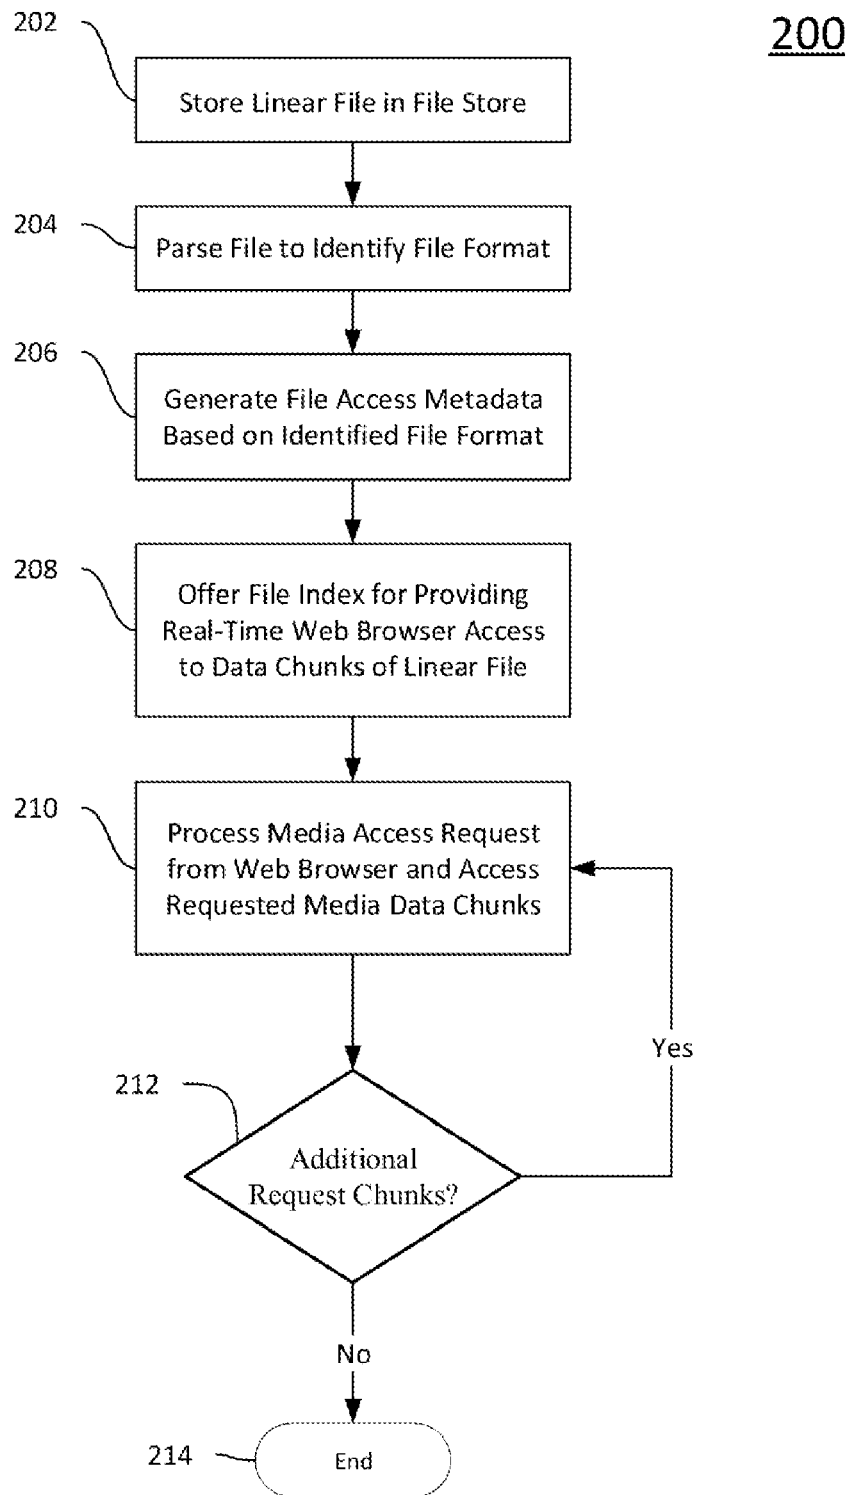 200
202
Store Linear File in File Store
204
Parse File to Identify File Format
206
Generate File Access Metadata
Based on Identified File Format
208
Offer File Index for Providing
Real-Time Web Browser Access
to Data Chunks of Linear File
210
Process Media Access Request
from Web Browser and Access
Requested Media Data Chunks
Yes
212
Additional
Request Chunks?
No
214
End